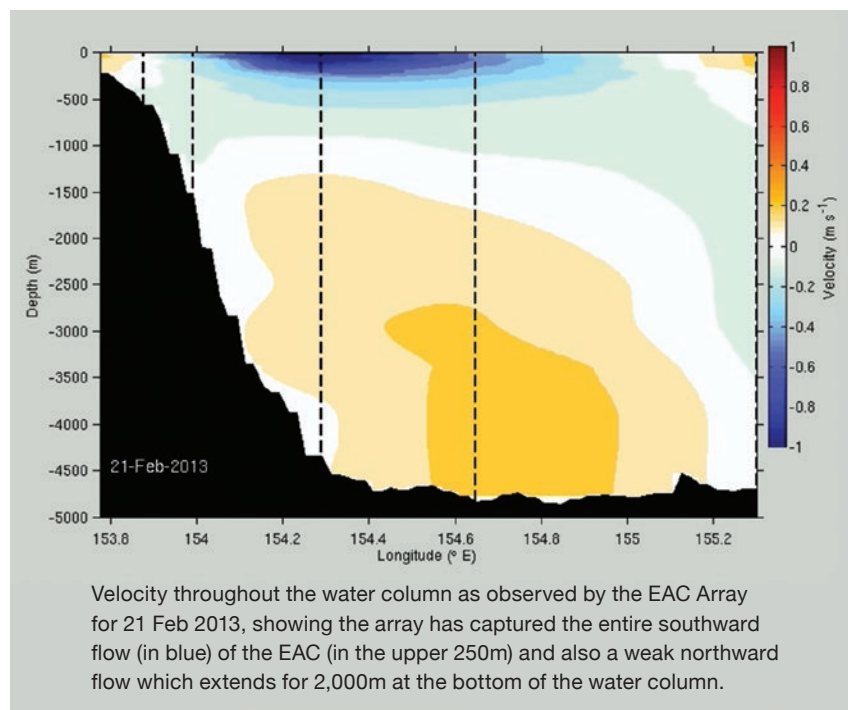 0
-500
-1000
-1500
-2000
-2500
-3000
-3500
-4000
-4500
-5000
Depth (m)
21-Feb-2013
153.8 154 154.2 154.4 154.6 154.8 155 155.2
Longitude (º E)
1
0.8
0.6
0.4
0.2
0
-0.2
-0.4
-0.6
-0.8
-1
Velocity (m s⁻¹)
Velocity throughout the water column as observed by the EAC Array
for 21 Feb 2013, showing the array has captured the entire southward
flow (in blue) of the EAC (in the upper 250m) and also a weak northward
flow which extends for 2,000m at the bottom of the water column.